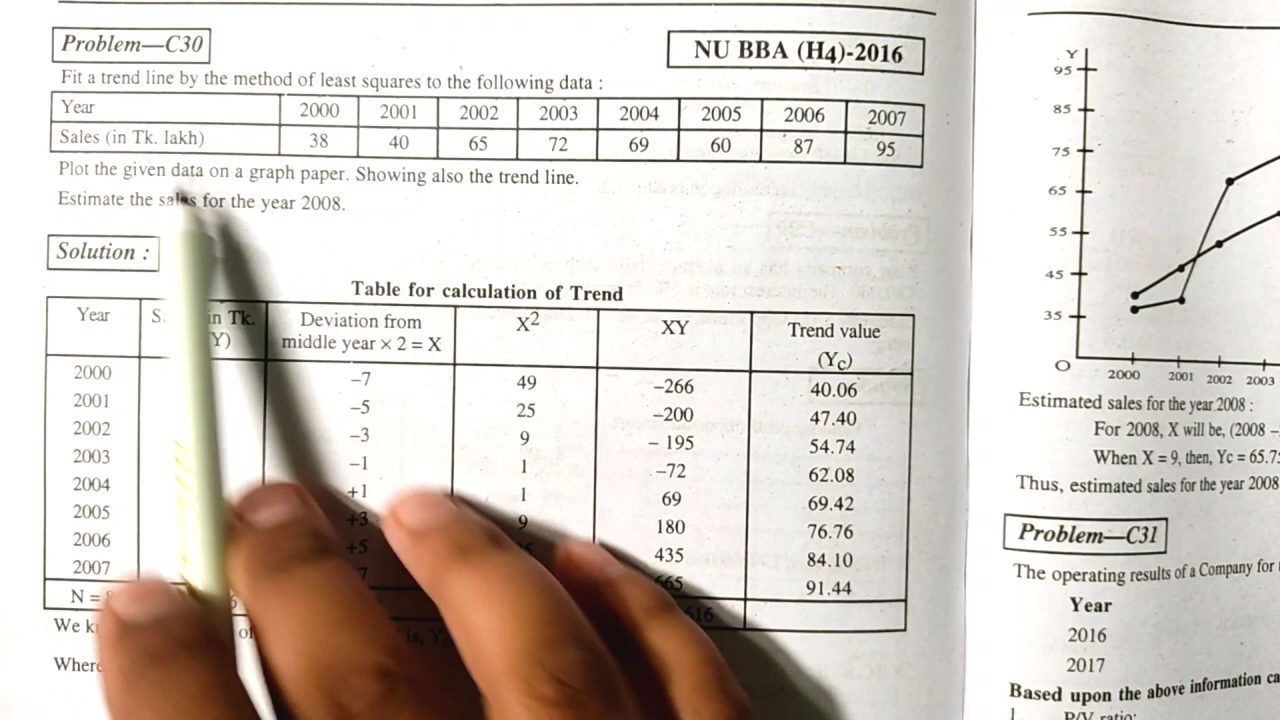 Problem—C30
NU BBA (H4)-2016
Fit a trend line by the method of least squares to the following data :
Year 2000 2001 2002 2003 2004 2005 2006 2007
Sales (in Tk. lakh) 38 40 65 72 69 60 87 95
Plot the given data on a graph paper. Showing also the trend line.
Estimate the sales for the year 2008.
Solution :
Table for calculation of Trend
Year in Tk. Y) Deviation from middle year × 2 = X X2 XY Trend value (YC)
2000 –7 49 –266 40.06
2001 –5 25 –200 47.40
2002 –3 9 – 195 54.74
2003 –1 1 –72 62.08
2004 +1 1 69 69.42
2005 +3 9 180 76.76
2006 +5 435 84.10
2007 7 665 91.44
N = 616
We
Where
Y
95
85
75
65
55
45
35
O 2000 2001 2002 2003
Estimated sales for the year 2008 :
For 2008, X will be, (2008 –
When X = 9, then, Yc = 65.7
Thus, estimated sales for the year 2008
Problem—C31
The operating results of a Company for
Year
2016
2017
Based upon the above information
1. P/V ratio: